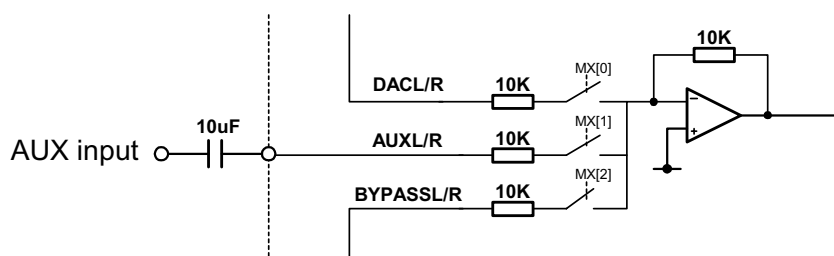 10K
MX[0]
DACL/R
10K
MX[1]
10uF
AUXL/R
10K
AUX input
MX[2]
BYPASSL/R
10K